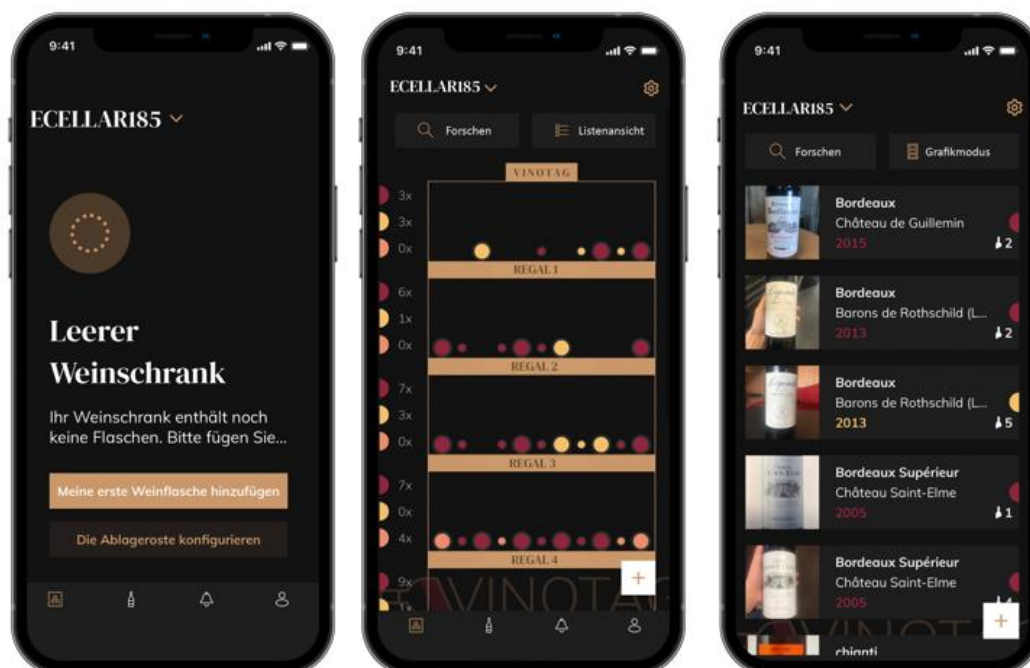 9:41
ECELLAR185
Leerer
Weinschrank
Ihr Weinschrank enthält noch
keine Flaschen. Bitte fügen Sie...
Meine erste Weinflasche hinzufügen
Die Ablageroste konfigurieren
9:41
ECELLAR185
Forschen
Listenansicht
VINOTAG
3x
3x
0x
REGAL 1
6x
1x
0x
REGAL 2
7x
3x
0x
REGAL 3
7x
0x
4x
REGAL 4
9x
+
VINOTAG
9:41
ECELLAR185
Forschen
Grafikmodus
Bordeaux
Château de Guillemin
2015
2
Bordeaux
Barons de Rothschild (L...
2013
2
Bordeaux
Barons de Rothschild (L...
2013
5
Bordeaux Supérieur
Château Saint-Elme
2005
1
Bordeaux Supérieur
Château Saint-Elme
2005
+
chianti